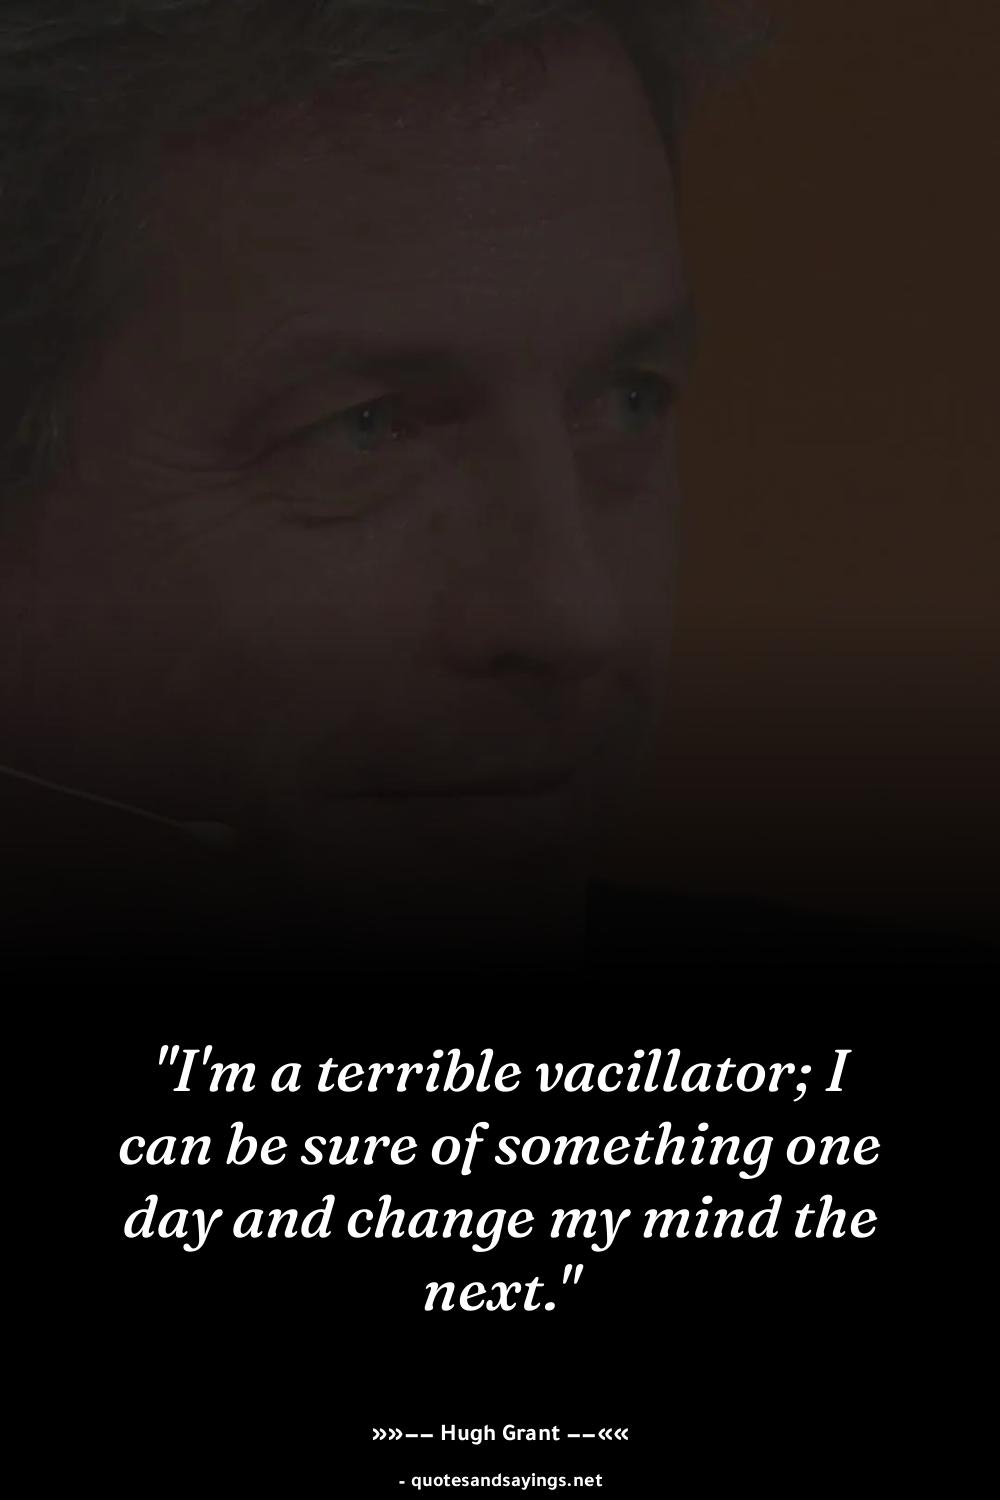 "I'm a terrible vacillator; I
can be sure of something one
day and change my mind the
next."
»»–– Hugh Grant ––««
- quotesandsayings.net